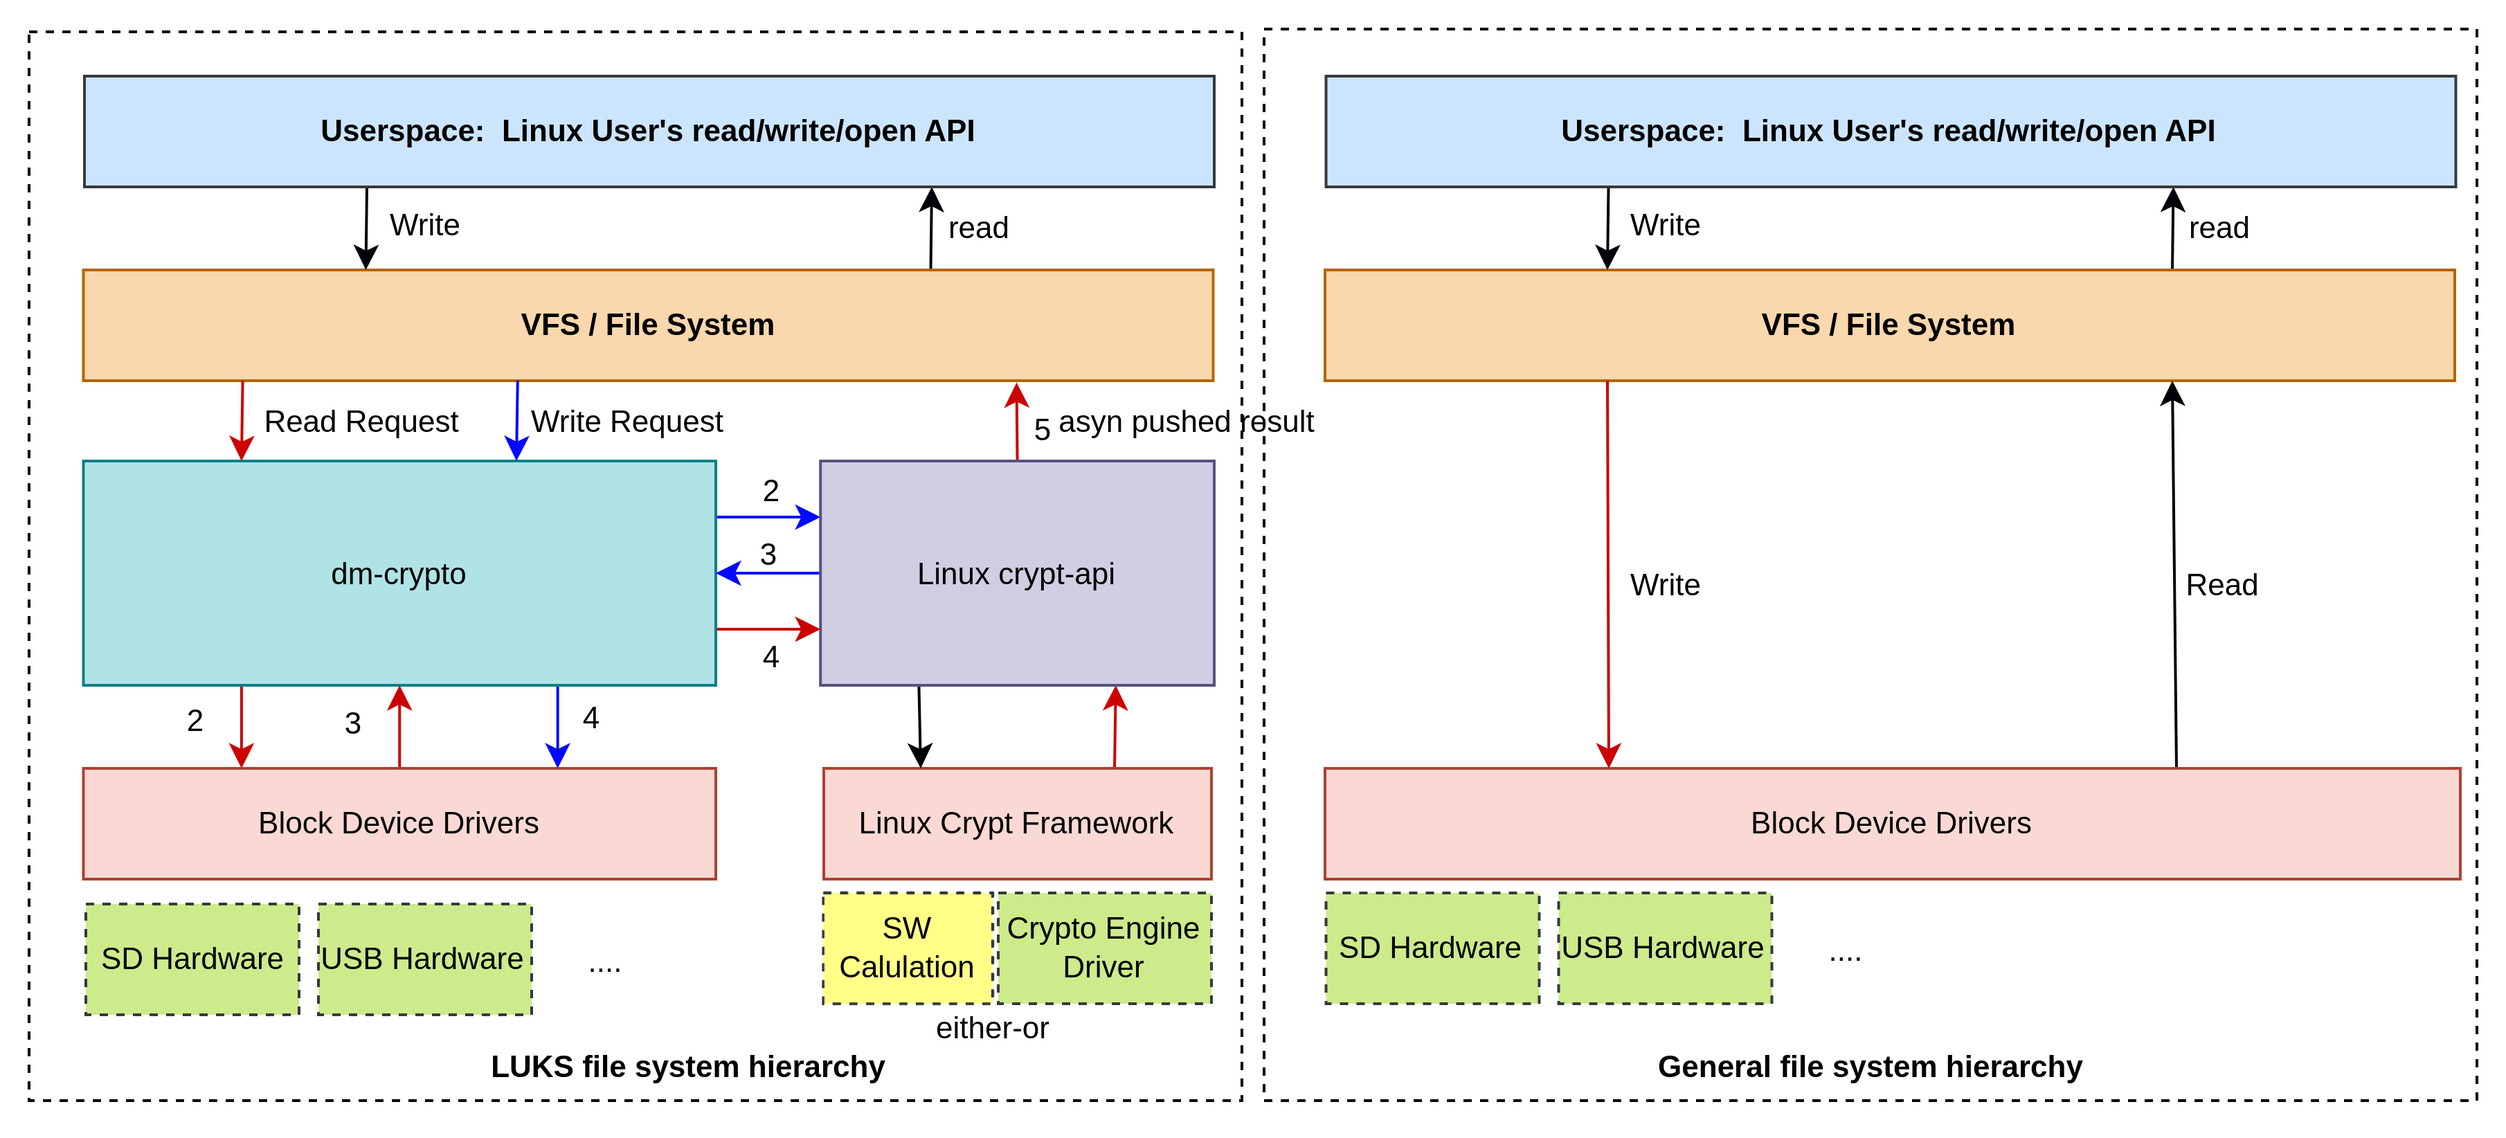 Userspace:  Linux User's read/write/open API
Write
read
VFS / File System
Read Request
Write Request
5
asyn pushed result
dm-crypto
2
3
4
Linux crypt-api
2
3
4
Block Device Drivers
Linux Crypt Framework
SD Hardware
USB Hardware
....
SW
Calulation
Crypto Engine
Driver
either-or
LUKS file system hierarchy
Userspace:  Linux User's read/write/open API
Write
read
VFS / File System
Write
Read
Block Device Drivers
SD Hardware
USB Hardware
....
General file system hierarchy